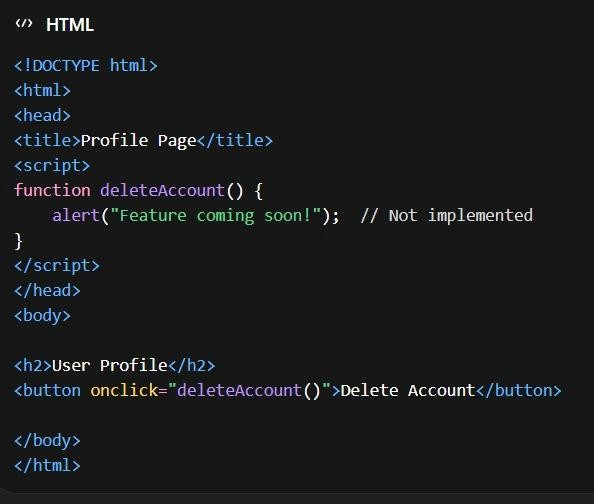 </> HTML
<!DOCTYPE html>
<html>
<head>
<title>Profile Page</title>
<script>
function deleteAccount() {
    alert("Feature coming soon!");  // Not implemented
}
</script>
</head>
<body>

<h2>User Profile</h2>
<button onclick="deleteAccount()">Delete Account</button>

</body>
</html>